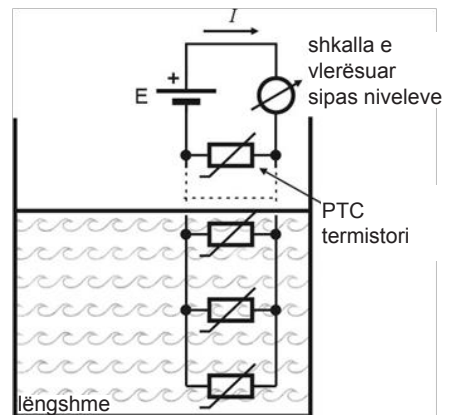 I
shkalla e
vlerësuar
sipas niveleve
+
E
PTC
termistori
lëngshme